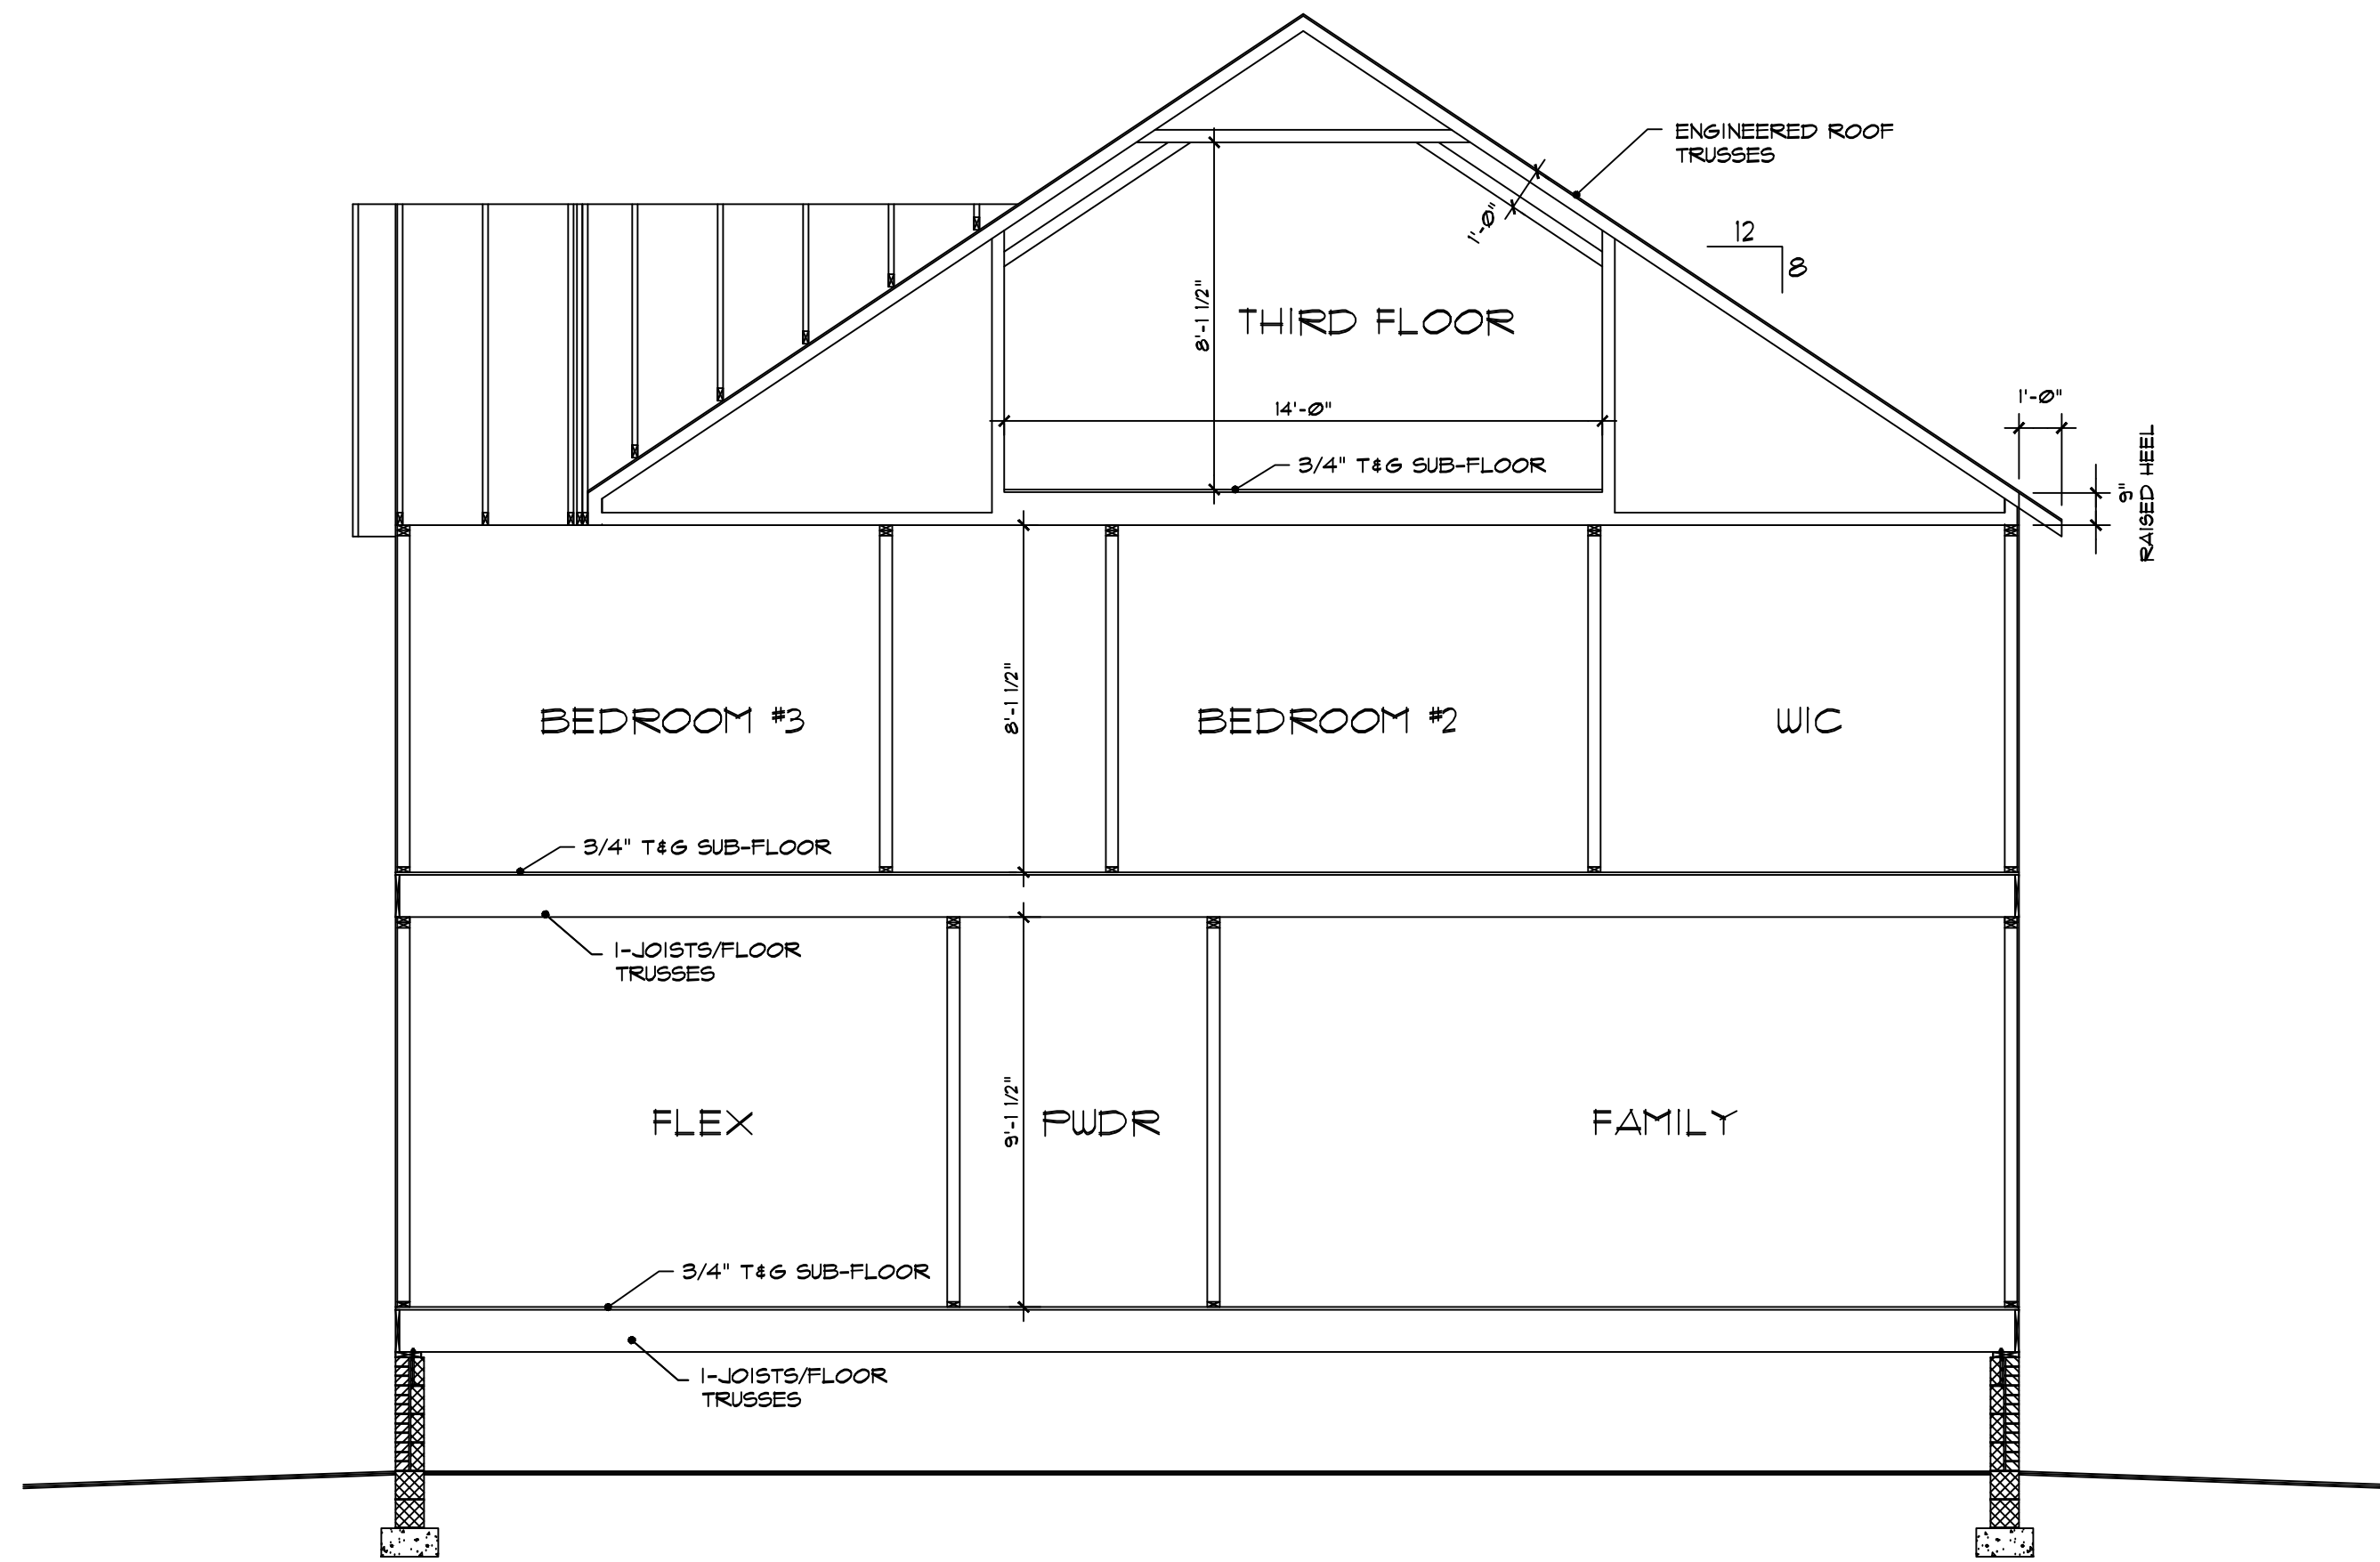 ENGINEERED ROOF
TRUSSES
1'-0"
12
8
8'-1 1/2"
THIRD FLOOR
14'-0"
1'-0"
3/4" T&G SUB-FLOOR
9"
RAISED HEEL
BEDROOM #3
8'-1 1/2"
BEDROOM #2
WIC
3/4" T&G SUB-FLOOR
I-JOISTS/FLOOR
TRUSSES
FLEX
9'-1 1/2"
PWDR
FAMILY
3/4" T&G SUB-FLOOR
I-JOISTS/FLOOR
TRUSSES